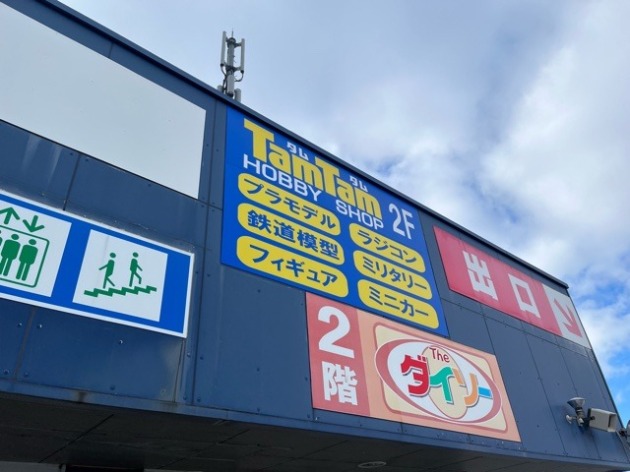 タム タム
TamTam
HOBBY SHOP 2F
プラモデル ラジコン
鉄道模型 ミリタリー
フィギュア ミニカー
出口
2階
The
ダイソー